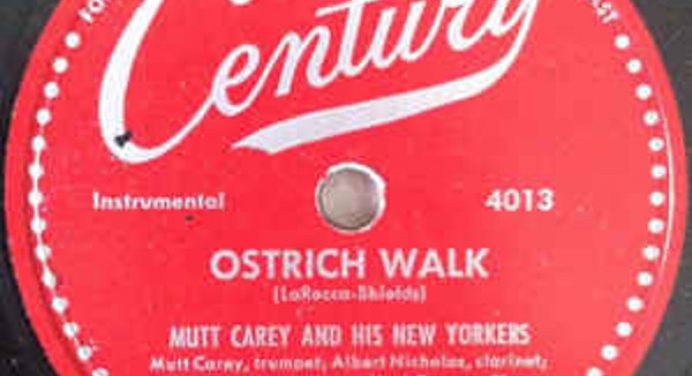 FO
Century
Instrumental
4013
OSTRICH WALK
(LaRocca-Shields)
MUTT CAREY AND HIS NEW YORKERS
Mutt Carey, trumpet; Albert Nicholas, clarinet;